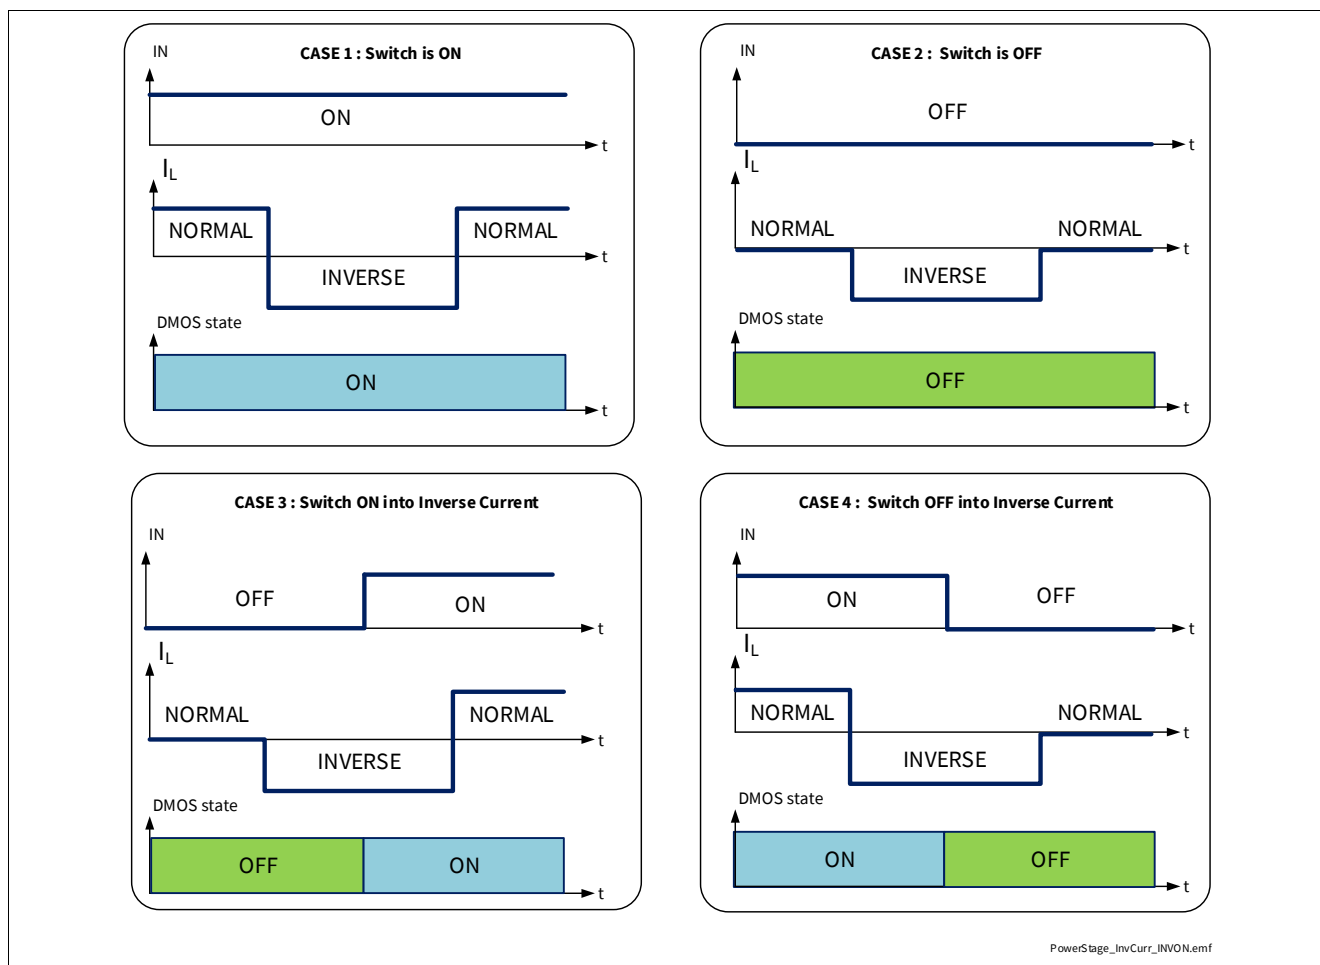 CASE 1 : Switch is ON
IN
ON
t
IL
NORMAL
NORMAL
t
INVERSE
DMOS state
ON
t
CASE 2 : Switch is OFF
IN
OFF
t
IL
NORMAL
NORMAL
t
INVERSE
DMOS state
OFF
t
CASE 3 : Switch ON into Inverse Current
IN
OFF
ON
t
IL
NORMAL
NORMAL
t
INVERSE
DMOS state
OFF
ON
t
CASE 4 : Switch OFF into Inverse Current
IN
ON
OFF
t
IL
NORMAL
NORMAL
t
INVERSE
DMOS state
ON
OFF
t
PowerStage_InvCurr_INVON.emf